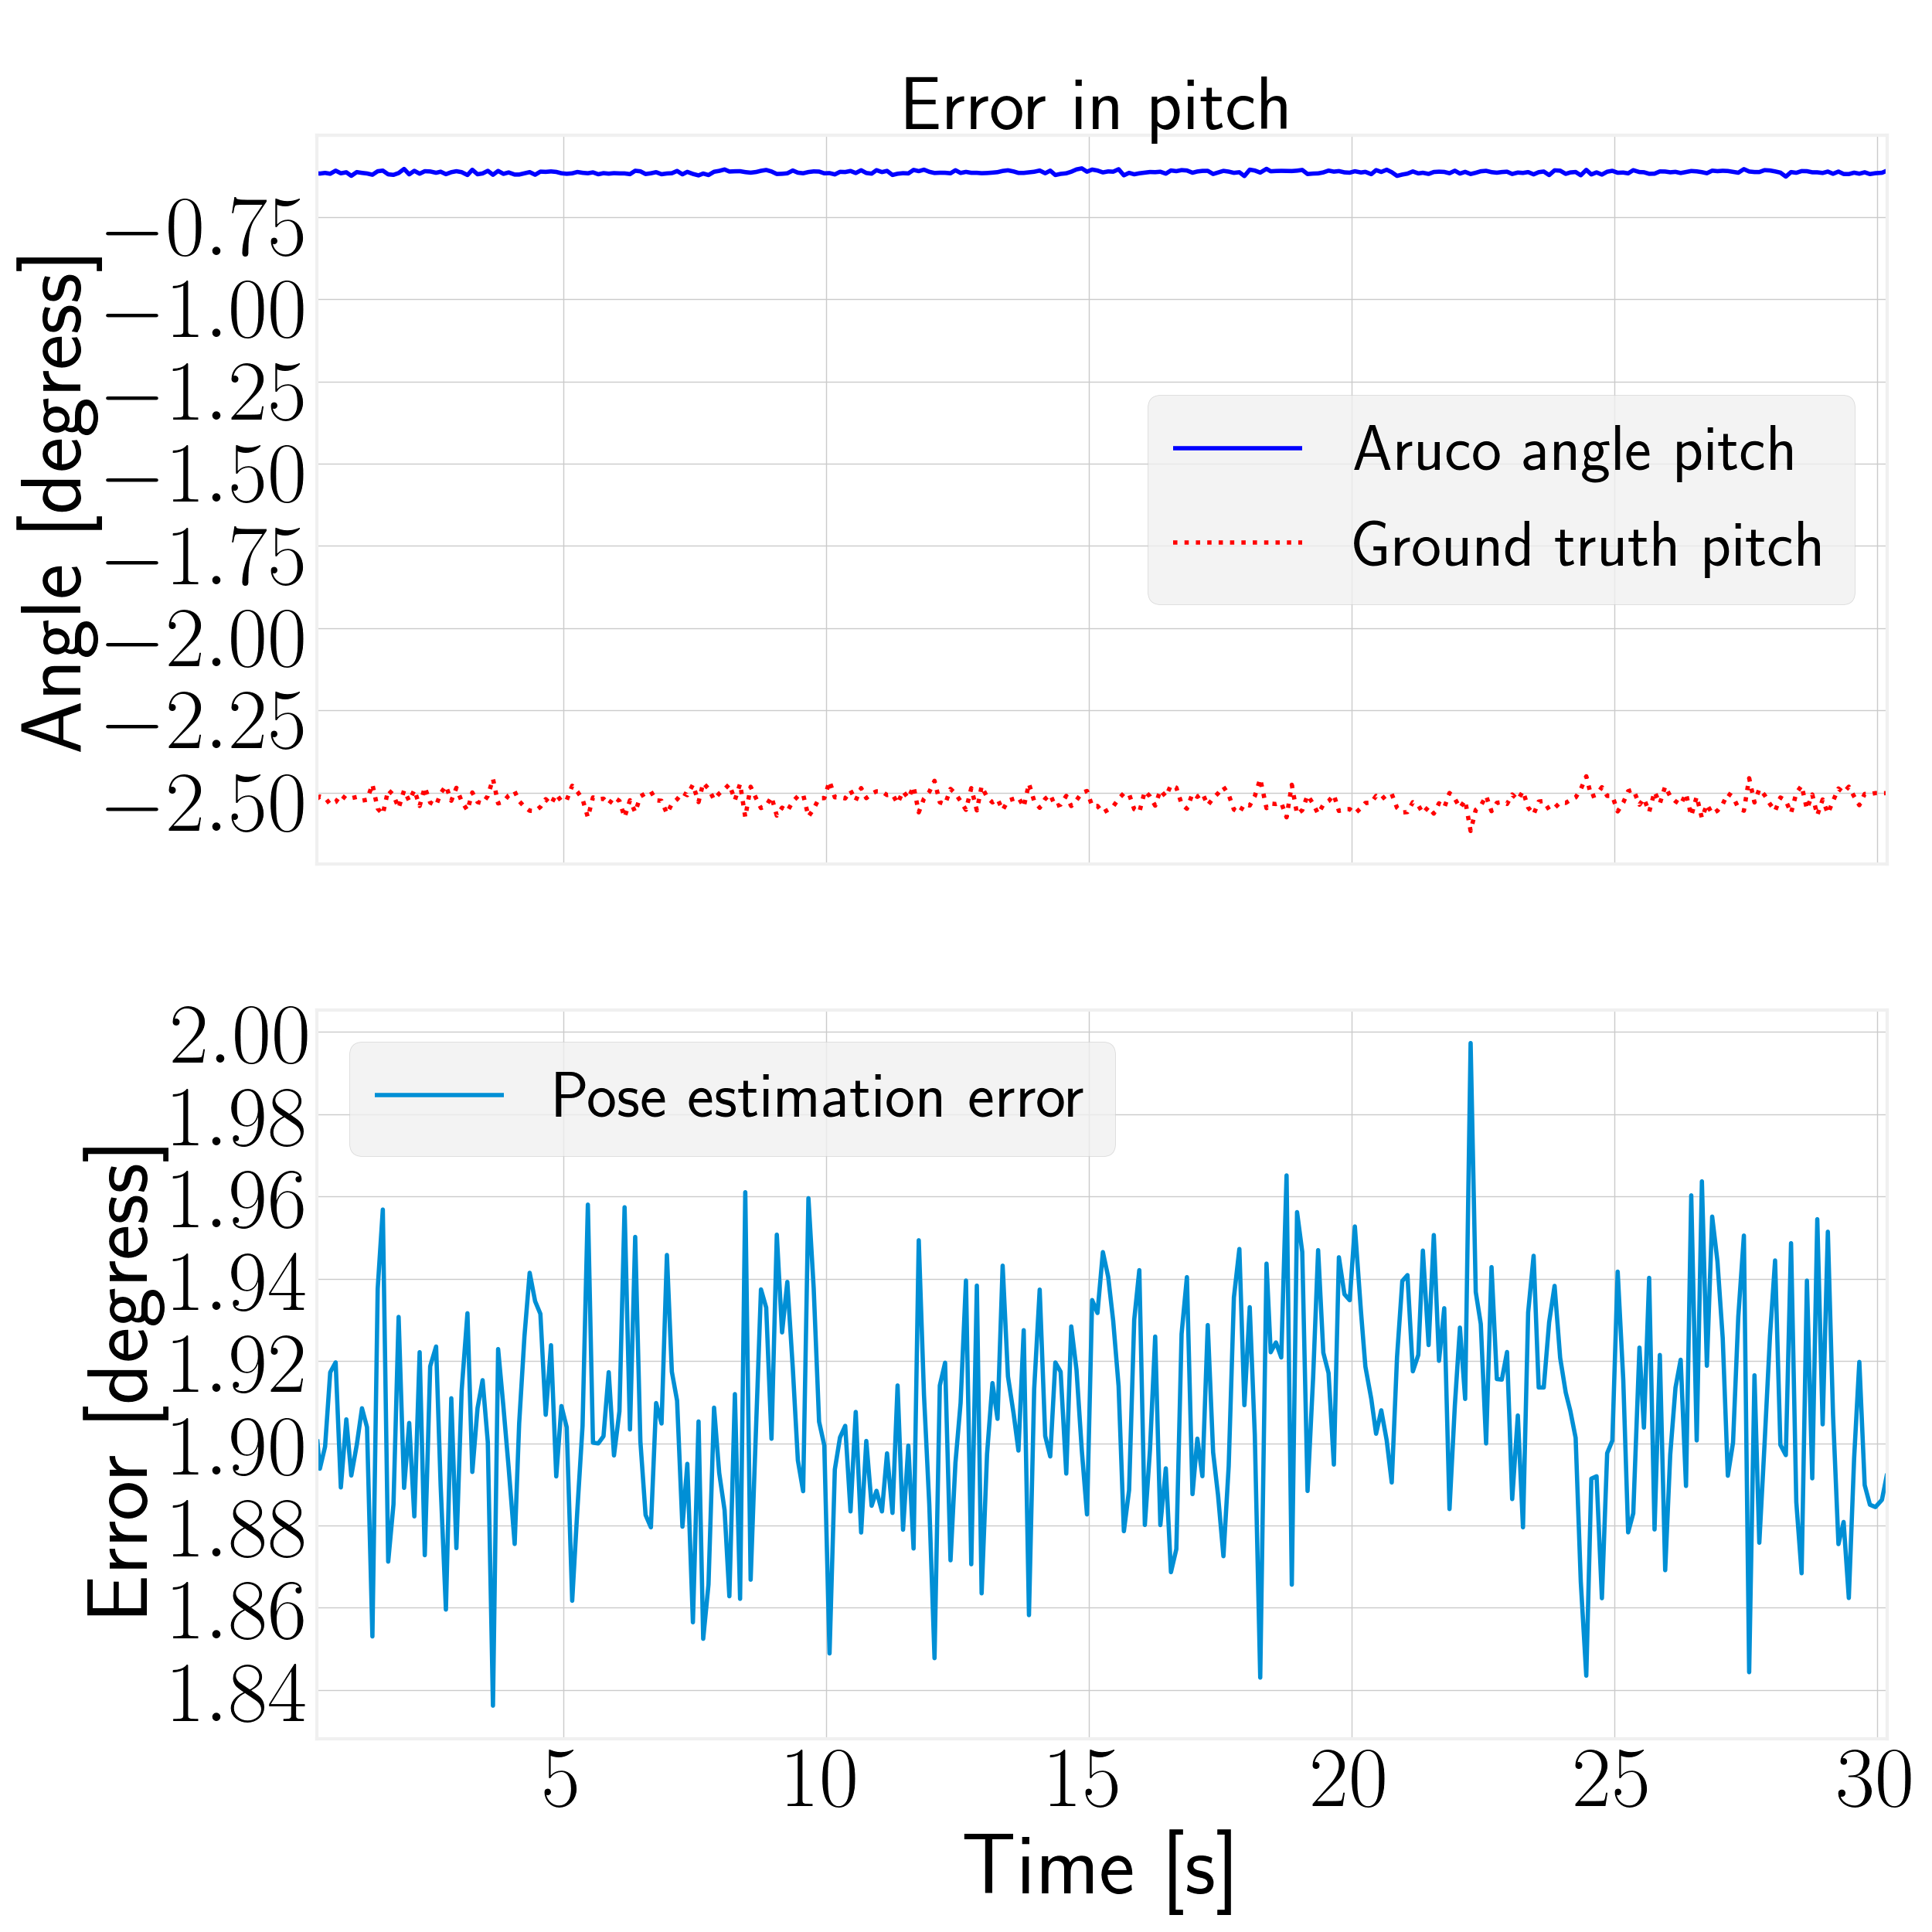 Error in pitch
Angle [degress]
−0.75
−1.00
−1.25
−1.50
−1.75
−2.00
−2.25
−2.50
Aruco angle pitch
Ground truth pitch
Error [degress]
2.00
1.98
1.96
1.94
1.92
1.90
1.88
1.86
1.84
Pose estimation error
5 10 15 20 25 30
Time [s]